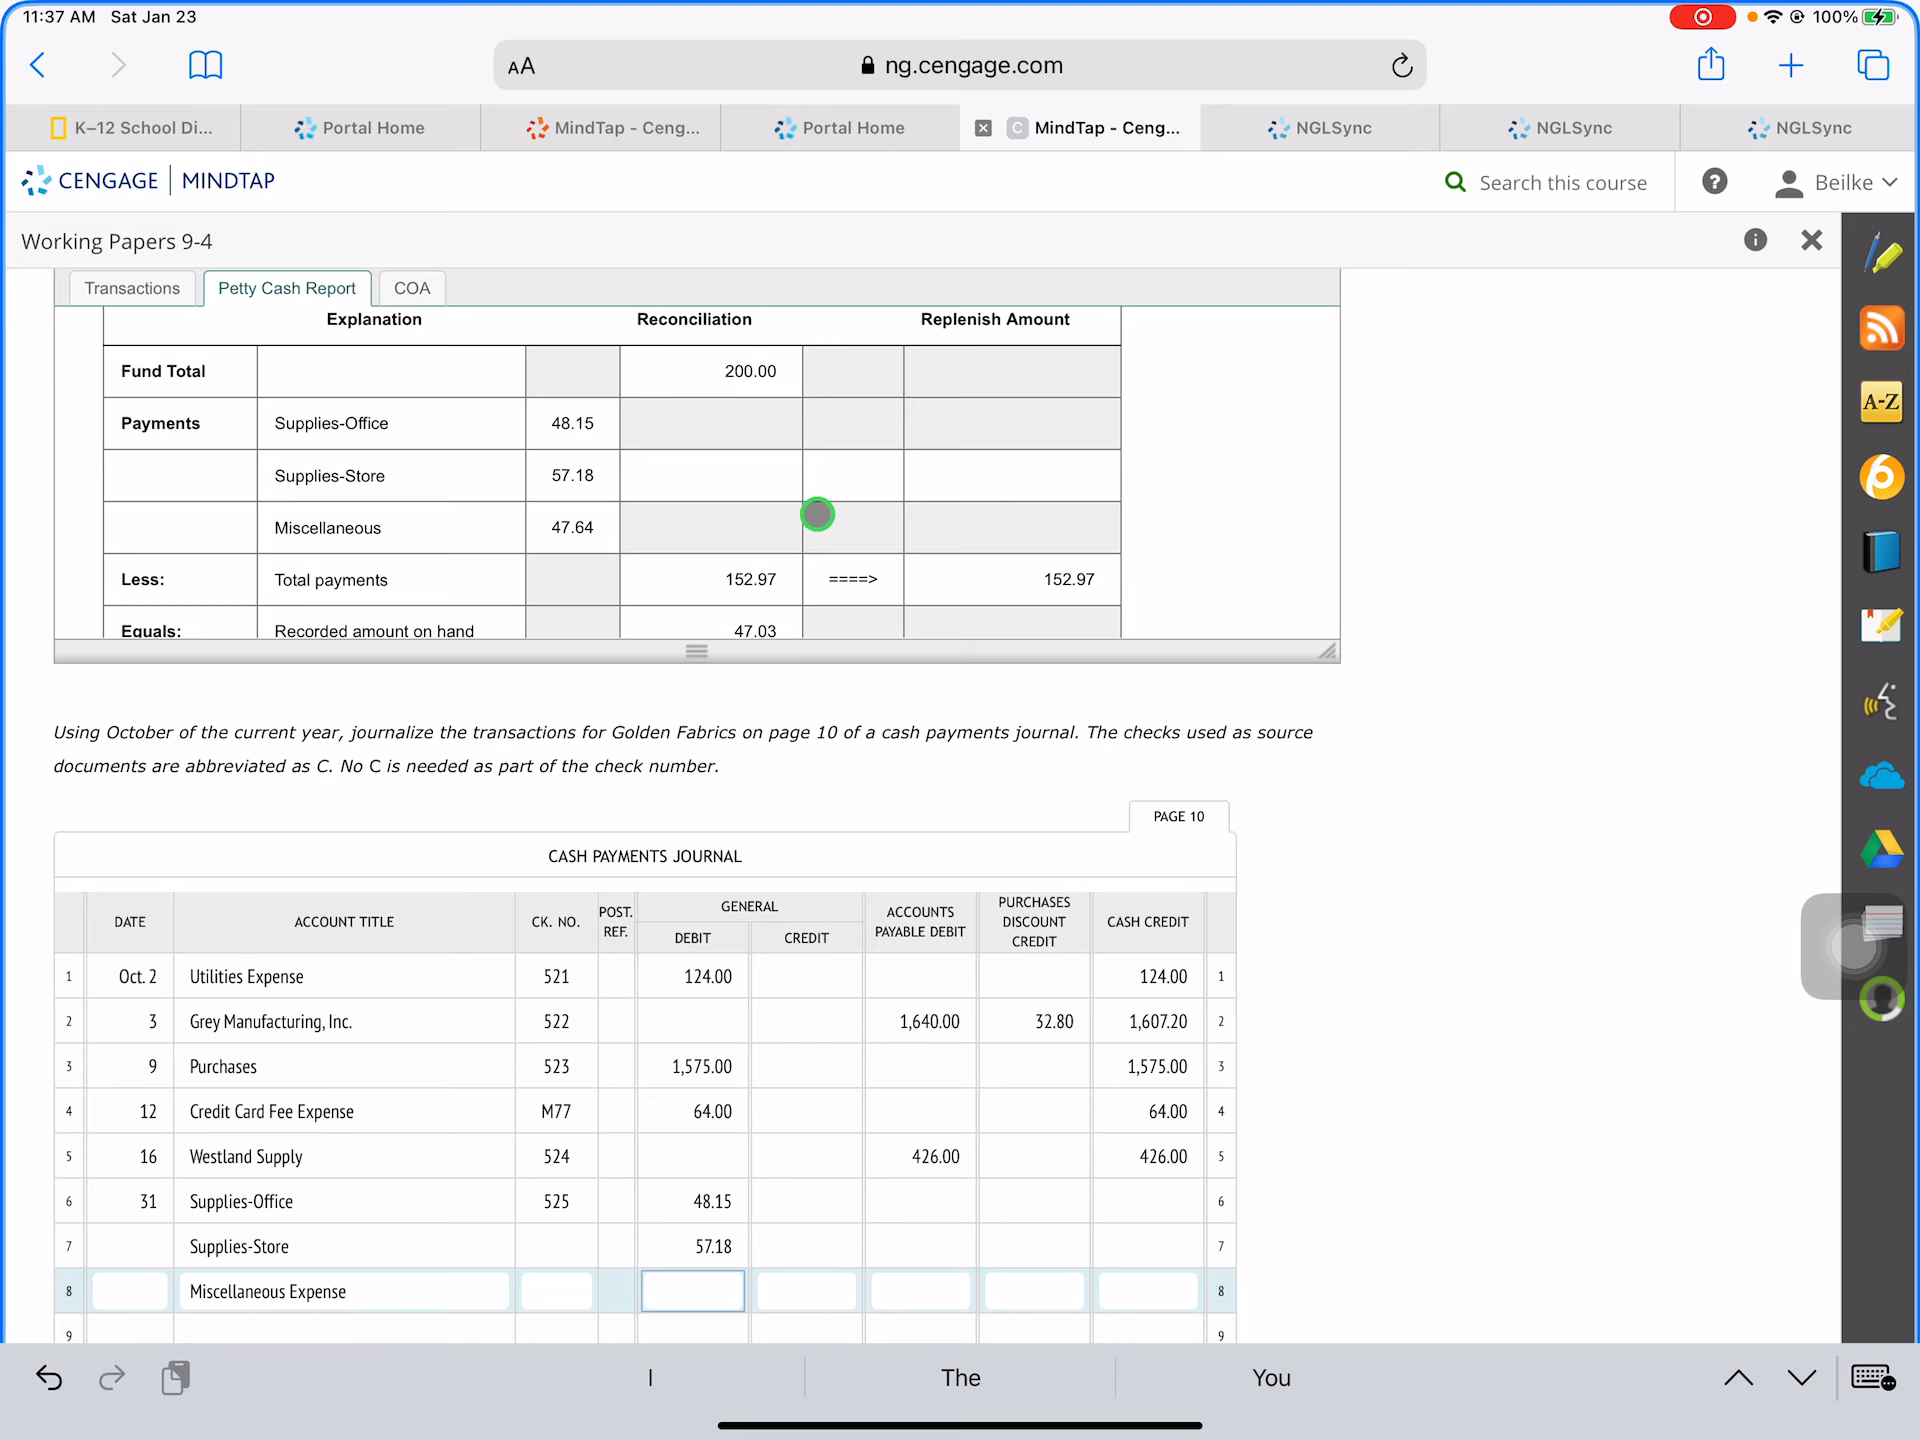 11:37 AM Sat Jan 23
100%
AA ng.cengage.com
K–12 School Di...
Portal Home
MindTap - Ceng...
Portal Home
C MindTap - Ceng...
NGLSync
NGLSync
NGLSync
CENGAGE | MINDTAP
Search this course
?
Beilke
Working Papers 9-4
Transactions Petty Cash Report COA
Explanation Reconciliation Replenish Amount
Fund Total 200.00
Payments Supplies-Office 48.15
Supplies-Store 57.18
Miscellaneous 47.64
Less: Total payments 152.97 ====> 152.97
Equals: Recorded amount on hand 47.03
A-Z
Using October of the current year, journalize the transactions for Golden Fabrics on page 10 of a cash payments journal. The checks used as source
documents are abbreviated as C. No C is needed as part of the check number.
PAGE 10
CASH PAYMENTS JOURNAL
DATE ACCOUNT TITLE CK. NO. POST. REF. GENERAL DEBIT CREDIT ACCOUNTS PAYABLE DEBIT PURCHASES DISCOUNT CREDIT CASH CREDIT
1 Oct. 2 Utilities Expense 521 124.00 124.00 1
2 3 Grey Manufacturing, Inc. 522 1,640.00 32.80 1,607.20 2
3 9 Purchases 523 1,575.00 1,575.00 3
4 12 Credit Card Fee Expense M77 64.00 64.00 4
5 16 Westland Supply 524 426.00 426.00 5
6 31 Supplies-Office 525 48.15 6
7 Supplies-Store 57.18 7
8 Miscellaneous Expense 8
9 9
I The You